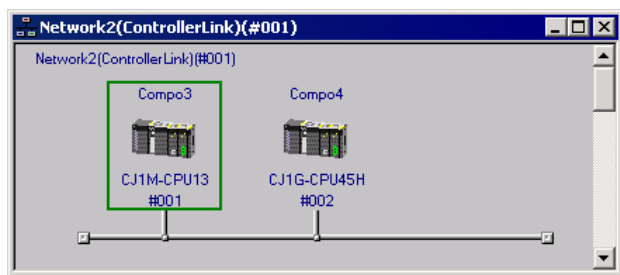 Network2(ControllerLink)(#001)
Network2(ControllerLink)(#001)
Compo3 Compo4
CJ1M-CPU13 CJ1G-CPU45H
#001 #002